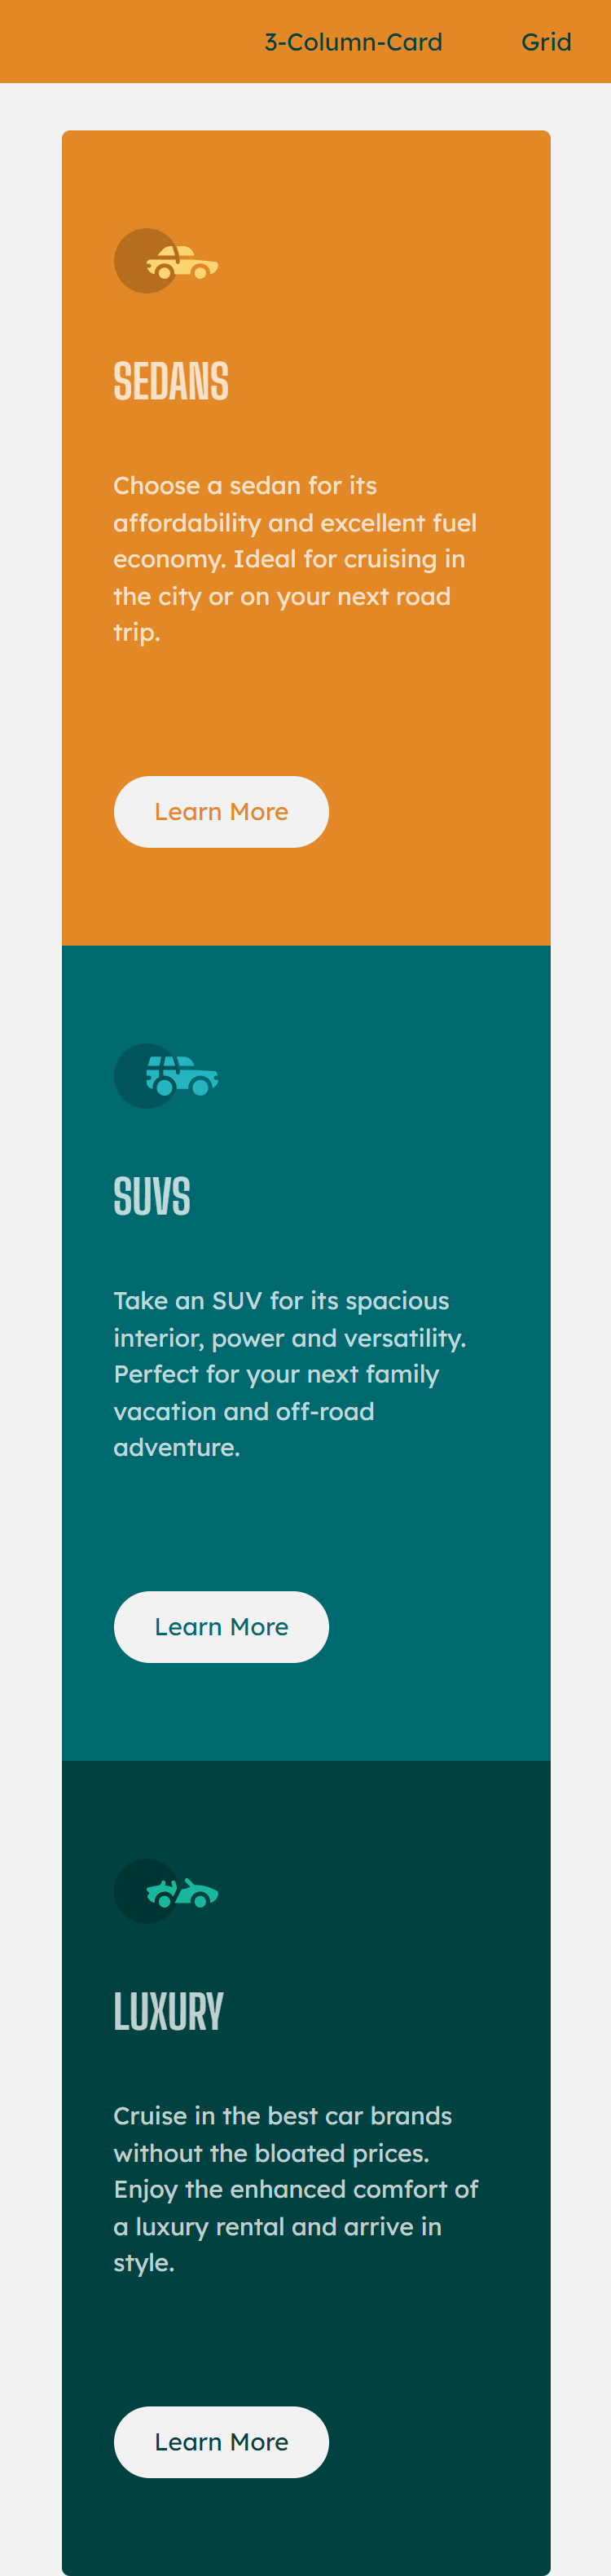 3-Column-Card Grid
SEDANS
Choose a sedan for its
affordability and excellent fuel
economy. Ideal for cruising in
the city or on your next road
trip.
Learn More
SUVS
Take an SUV for its spacious
interior, power and versatility.
Perfect for your next family
vacation and off-road
adventure.
Learn More
LUXURY
Cruise in the best car brands
without the bloated prices.
Enjoy the enhanced comfort of
a luxury rental and arrive in
style.
Learn More